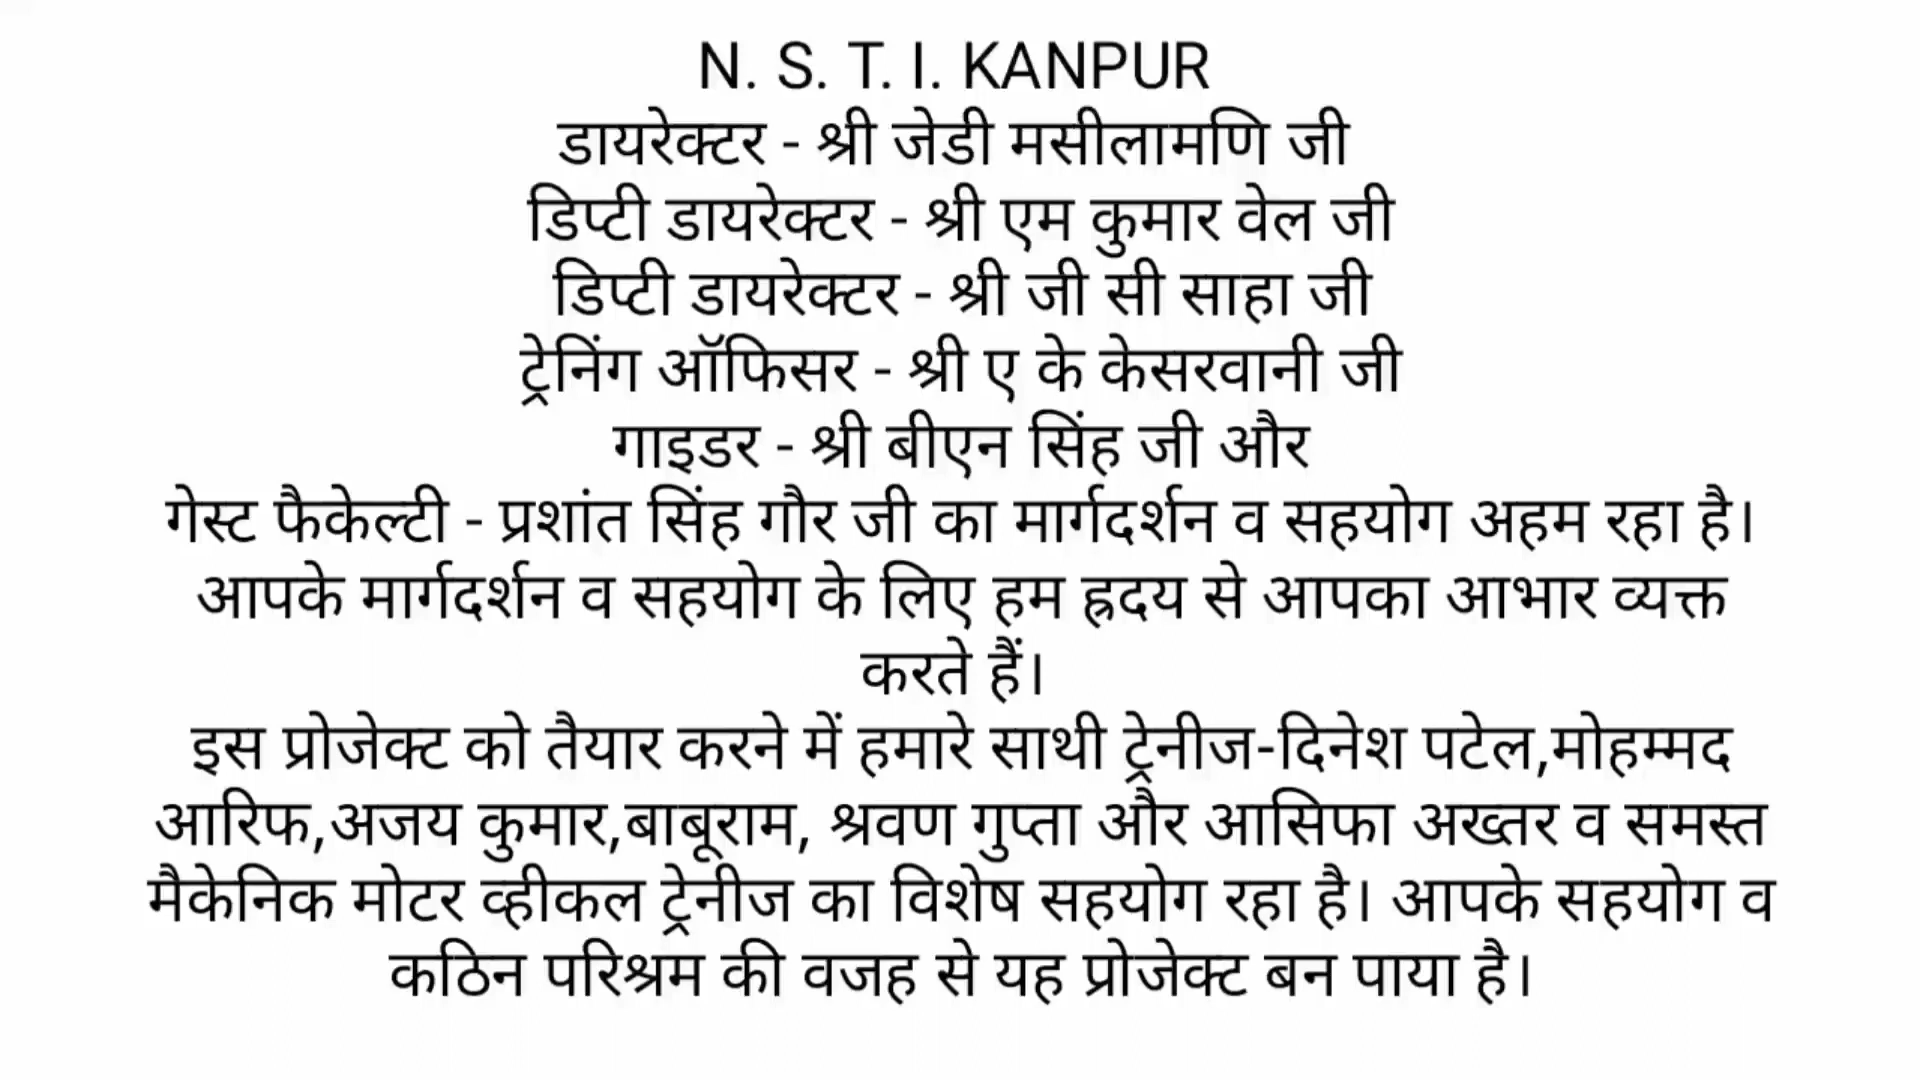 N. S. T. I. KANPUR
डायरेक्टर - श्री जेडी मसीलामणि जी
डिप्टी डायरेक्टर - श्री एम कुमार वेल जी
डिप्टी डायरेक्टर - श्री जी सी साहा जी
ट्रेनिंग ऑफिसर - श्री ए के केसरवानी जी
गाइडर - श्री बीएन सिंह जी और
गेस्ट फैकेल्टी - प्रशांत सिंह गौर जी का मार्गदर्शन व सहयोग अहम रहा है।
आपके मार्गदर्शन व सहयोग के लिए हम ह्रदय से आपका आभार व्यक्त
करते हैं।
इस प्रोजेक्ट को तैयार करने में हमारे साथी ट्रेनीज-दिनेश पटेल,मोहम्मद
आरिफ,अजय कुमार,बाबूराम, श्रवण गुप्ता और आसिफा अख्तर व समस्त
मैकेनिक मोटर व्हीकल ट्रेनीज का विशेष सहयोग रहा है। आपके सहयोग व
कठिन परिश्रम की वजह से यह प्रोजेक्ट बन पाया है।